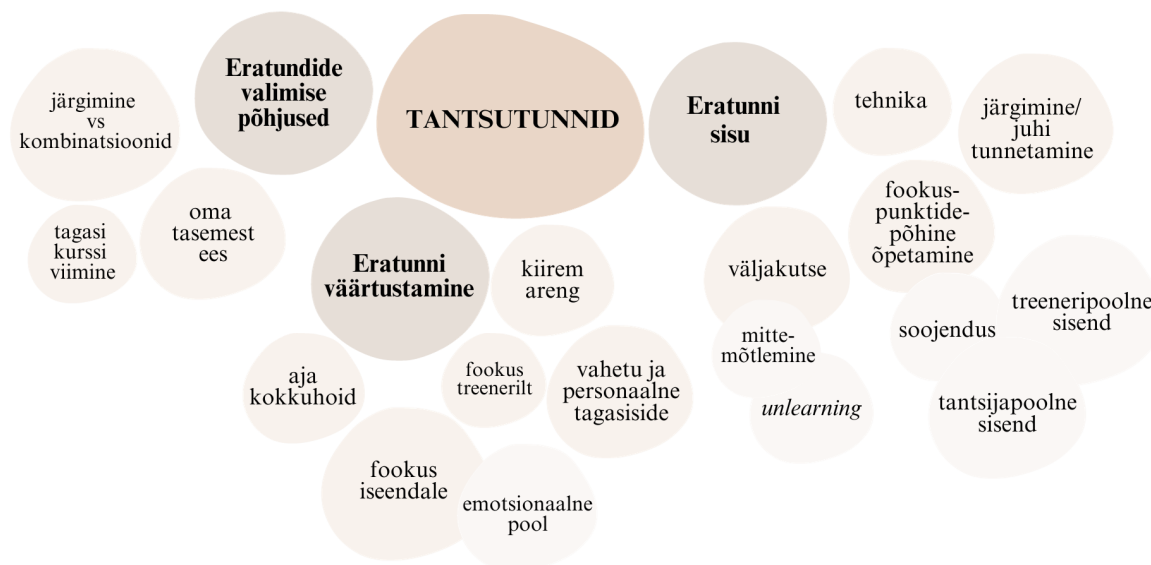 TANTSUTUNNID
Eratundide
valimise
põhjused
järgimine
vs
kombinatsioonid
tagasi
kurssi
viimine
oma
tasemest
ees
Eratunni
väärtustamine
kiirem
areng
aja
kokkuhoid
fookus
treenerilt
vahetu ja
personaalne
tagasiside
fookus
iseendale
emotsionaalne
pool
Eratunni
sisu
tehnika
järgimine/
juhi
tunnetamine
fookus-
punktide-
põhine
õpetamine
väljakutse
mitte-
mõtlemine
unlearning
soojendus
treeneripoolne
sisend
tantsijapoolne
sisend